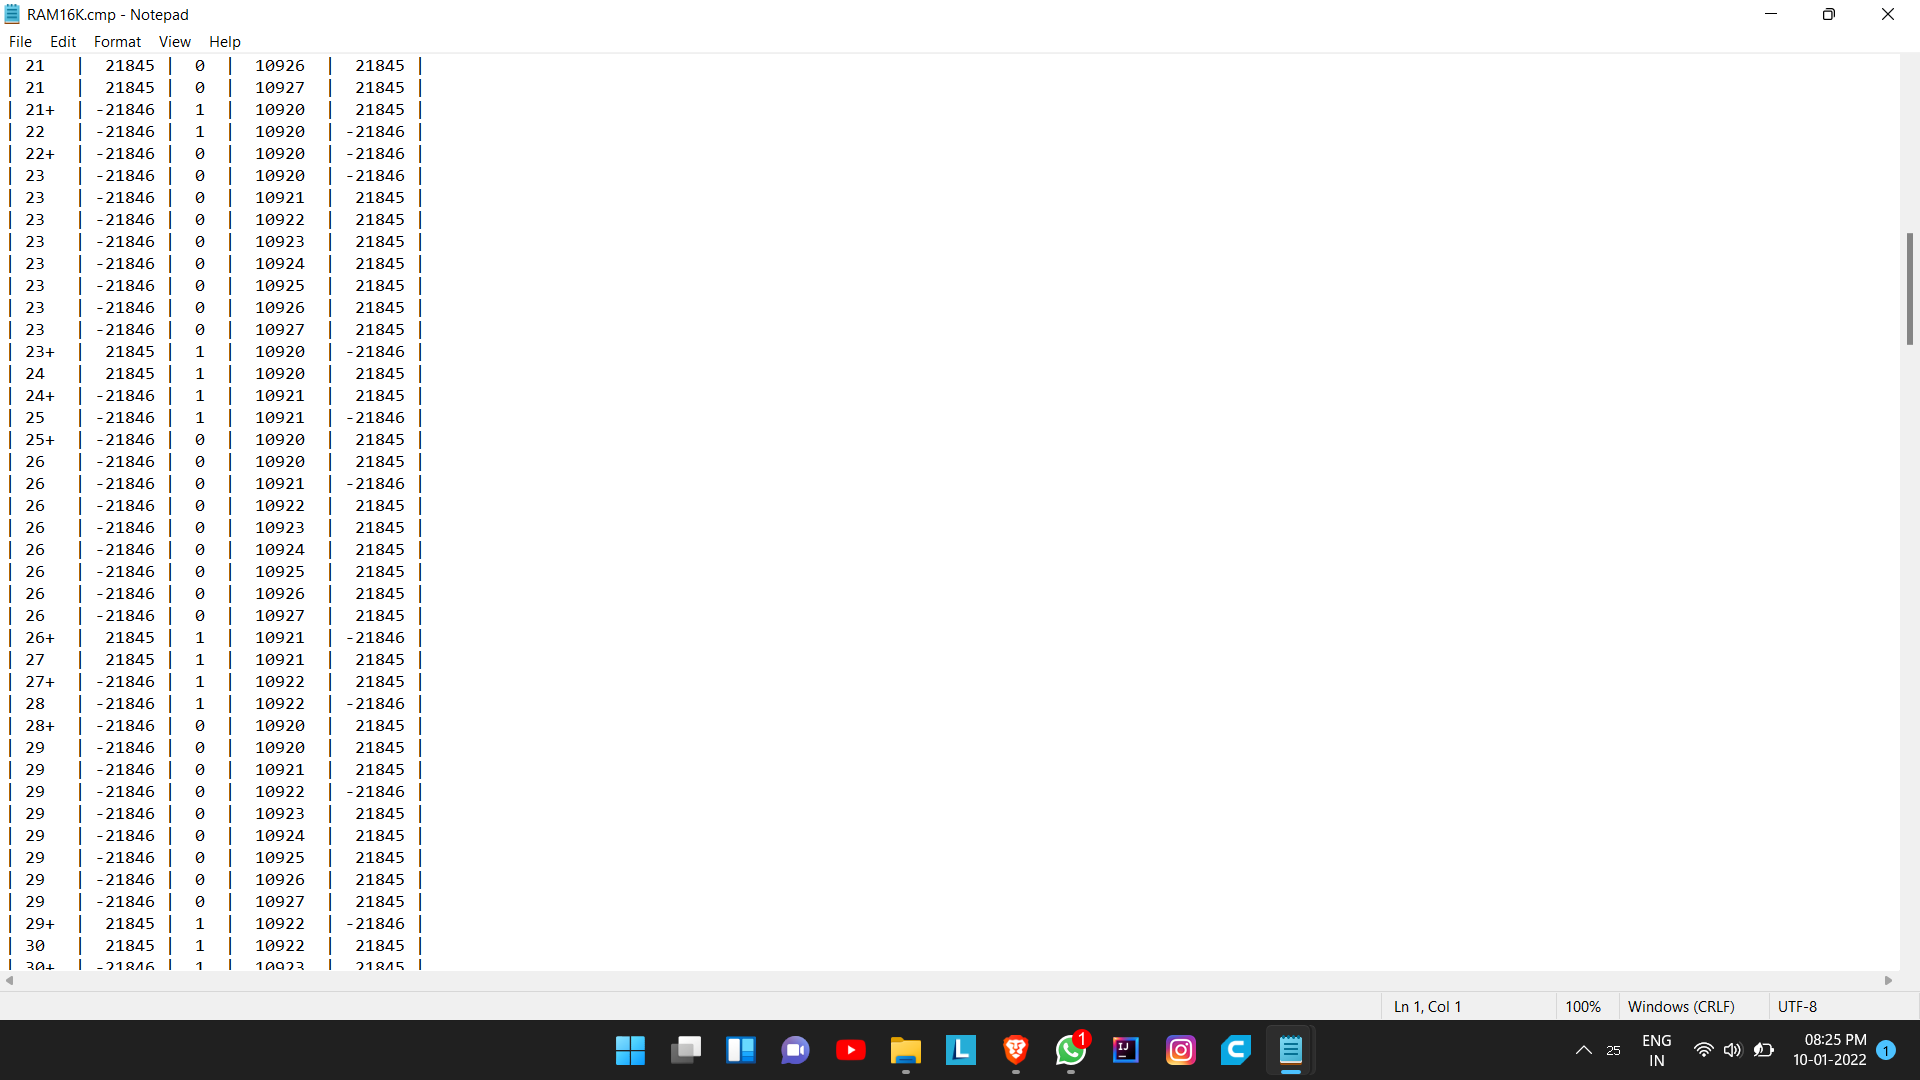 RAM16K.cmp - Notepad
File Edit Format View Help
| 21 | 21845 | 0 | 10926 | 21845 |
| 21 | 21845 | 0 | 10927 | 21845 |
| 21+ | -21846 | 1 | 10920 | 21845 |
| 22 | -21846 | 1 | 10920 | -21846 |
| 22+ | -21846 | 0 | 10920 | -21846 |
| 23 | -21846 | 0 | 10920 | -21846 |
| 23 | -21846 | 0 | 10921 | 21845 |
| 23 | -21846 | 0 | 10922 | 21845 |
| 23 | -21846 | 0 | 10923 | 21845 |
| 23 | -21846 | 0 | 10924 | 21845 |
| 23 | -21846 | 0 | 10925 | 21845 |
| 23 | -21846 | 0 | 10926 | 21845 |
| 23 | -21846 | 0 | 10927 | 21845 |
| 23+ | 21845 | 1 | 10920 | -21846 |
| 24 | 21845 | 1 | 10920 | 21845 |
| 24+ | -21846 | 1 | 10921 | 21845 |
| 25 | -21846 | 1 | 10921 | -21846 |
| 25+ | -21846 | 0 | 10920 | 21845 |
| 26 | -21846 | 0 | 10920 | 21845 |
| 26 | -21846 | 0 | 10921 | -21846 |
| 26 | -21846 | 0 | 10922 | 21845 |
| 26 | -21846 | 0 | 10923 | 21845 |
| 26 | -21846 | 0 | 10924 | 21845 |
| 26 | -21846 | 0 | 10925 | 21845 |
| 26 | -21846 | 0 | 10926 | 21845 |
| 26 | -21846 | 0 | 10927 | 21845 |
| 26+ | 21845 | 1 | 10921 | -21846 |
| 27 | 21845 | 1 | 10921 | 21845 |
| 27+ | -21846 | 1 | 10922 | 21845 |
| 28 | -21846 | 1 | 10922 | -21846 |
| 28+ | -21846 | 0 | 10920 | 21845 |
| 29 | -21846 | 0 | 10920 | 21845 |
| 29 | -21846 | 0 | 10921 | 21845 |
| 29 | -21846 | 0 | 10922 | -21846 |
| 29 | -21846 | 0 | 10923 | 21845 |
| 29 | -21846 | 0 | 10924 | 21845 |
| 29 | -21846 | 0 | 10925 | 21845 |
| 29 | -21846 | 0 | 10926 | 21845 |
| 29 | -21846 | 0 | 10927 | 21845 |
| 29+ | 21845 | 1 | 10922 | -21846 |
| 30 | 21845 | 1 | 10922 | 21845 |
| 30+ | -21846 | 1 | 10923 | 21845 |
Ln 1, Col 1 100% Windows (CRLF) UTF-8
L 1 IJ 25 ENG IN 08:25 PM 10-01-2022 1